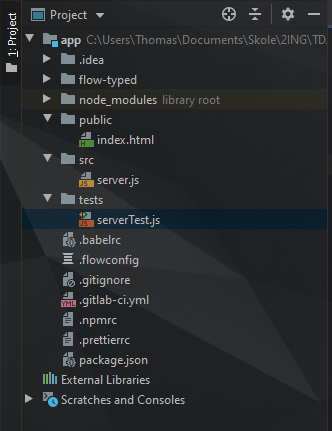 1: Project
Project
app C:\Users\Thomas\Documents\Skole\2ING\TD
.idea
flow-typed
node_modules library root
public
index.html
src
server.js
tests
serverTest.js
.babelrc
.flowconfig
.gitignore
.gitlab-ci.yml
.npmrc
.prettierrc
package.json
External Libraries
Scratches and Consoles